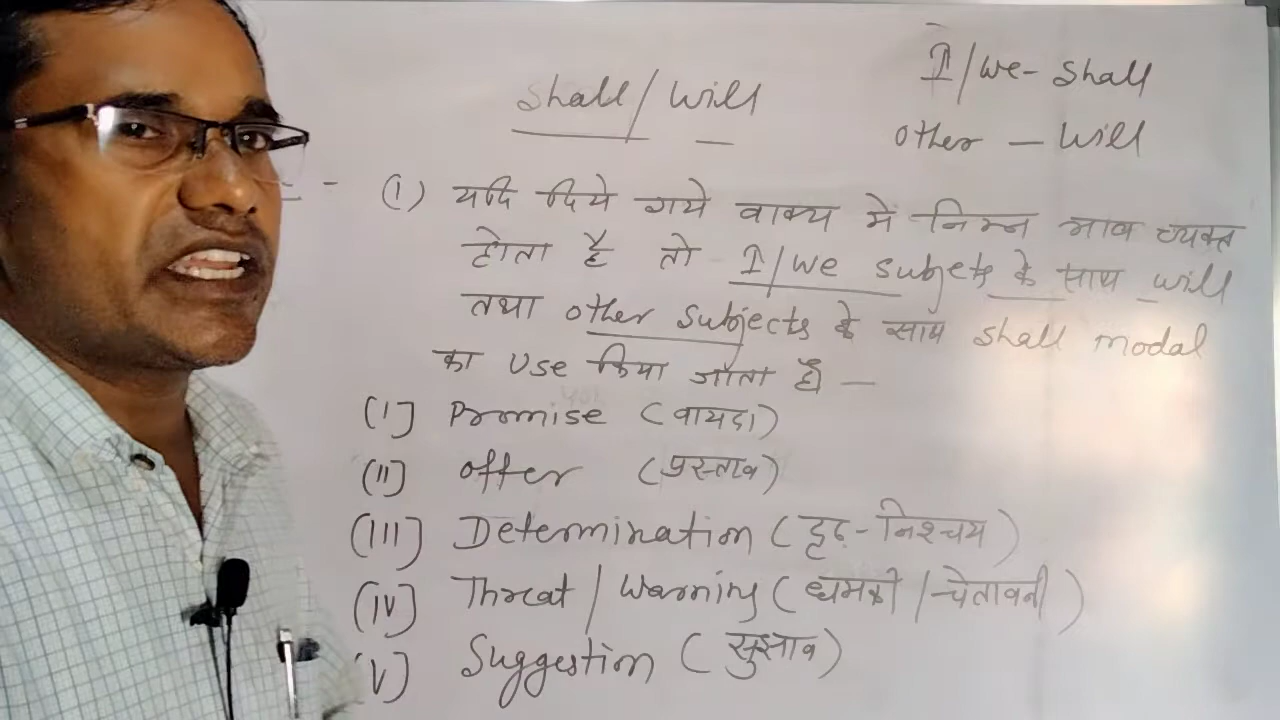 Shall / Will
I/We - Shall
Other - Will
(1) यदि दिये गये वाक्य में निम्न भाव व्यक्त
होता है तो I/We subjects के साथ will
तथा other Subjects के साथ Shall modal
का Use किया जाता है —
(I) Promise (वायदा)
(II) Offer (प्रस्ताव)
(III) Determination (दृढ़-निश्चय)
(IV) Threat / Warning (धमकी / चेतावनी)
(V) Suggestion (सुझाव)